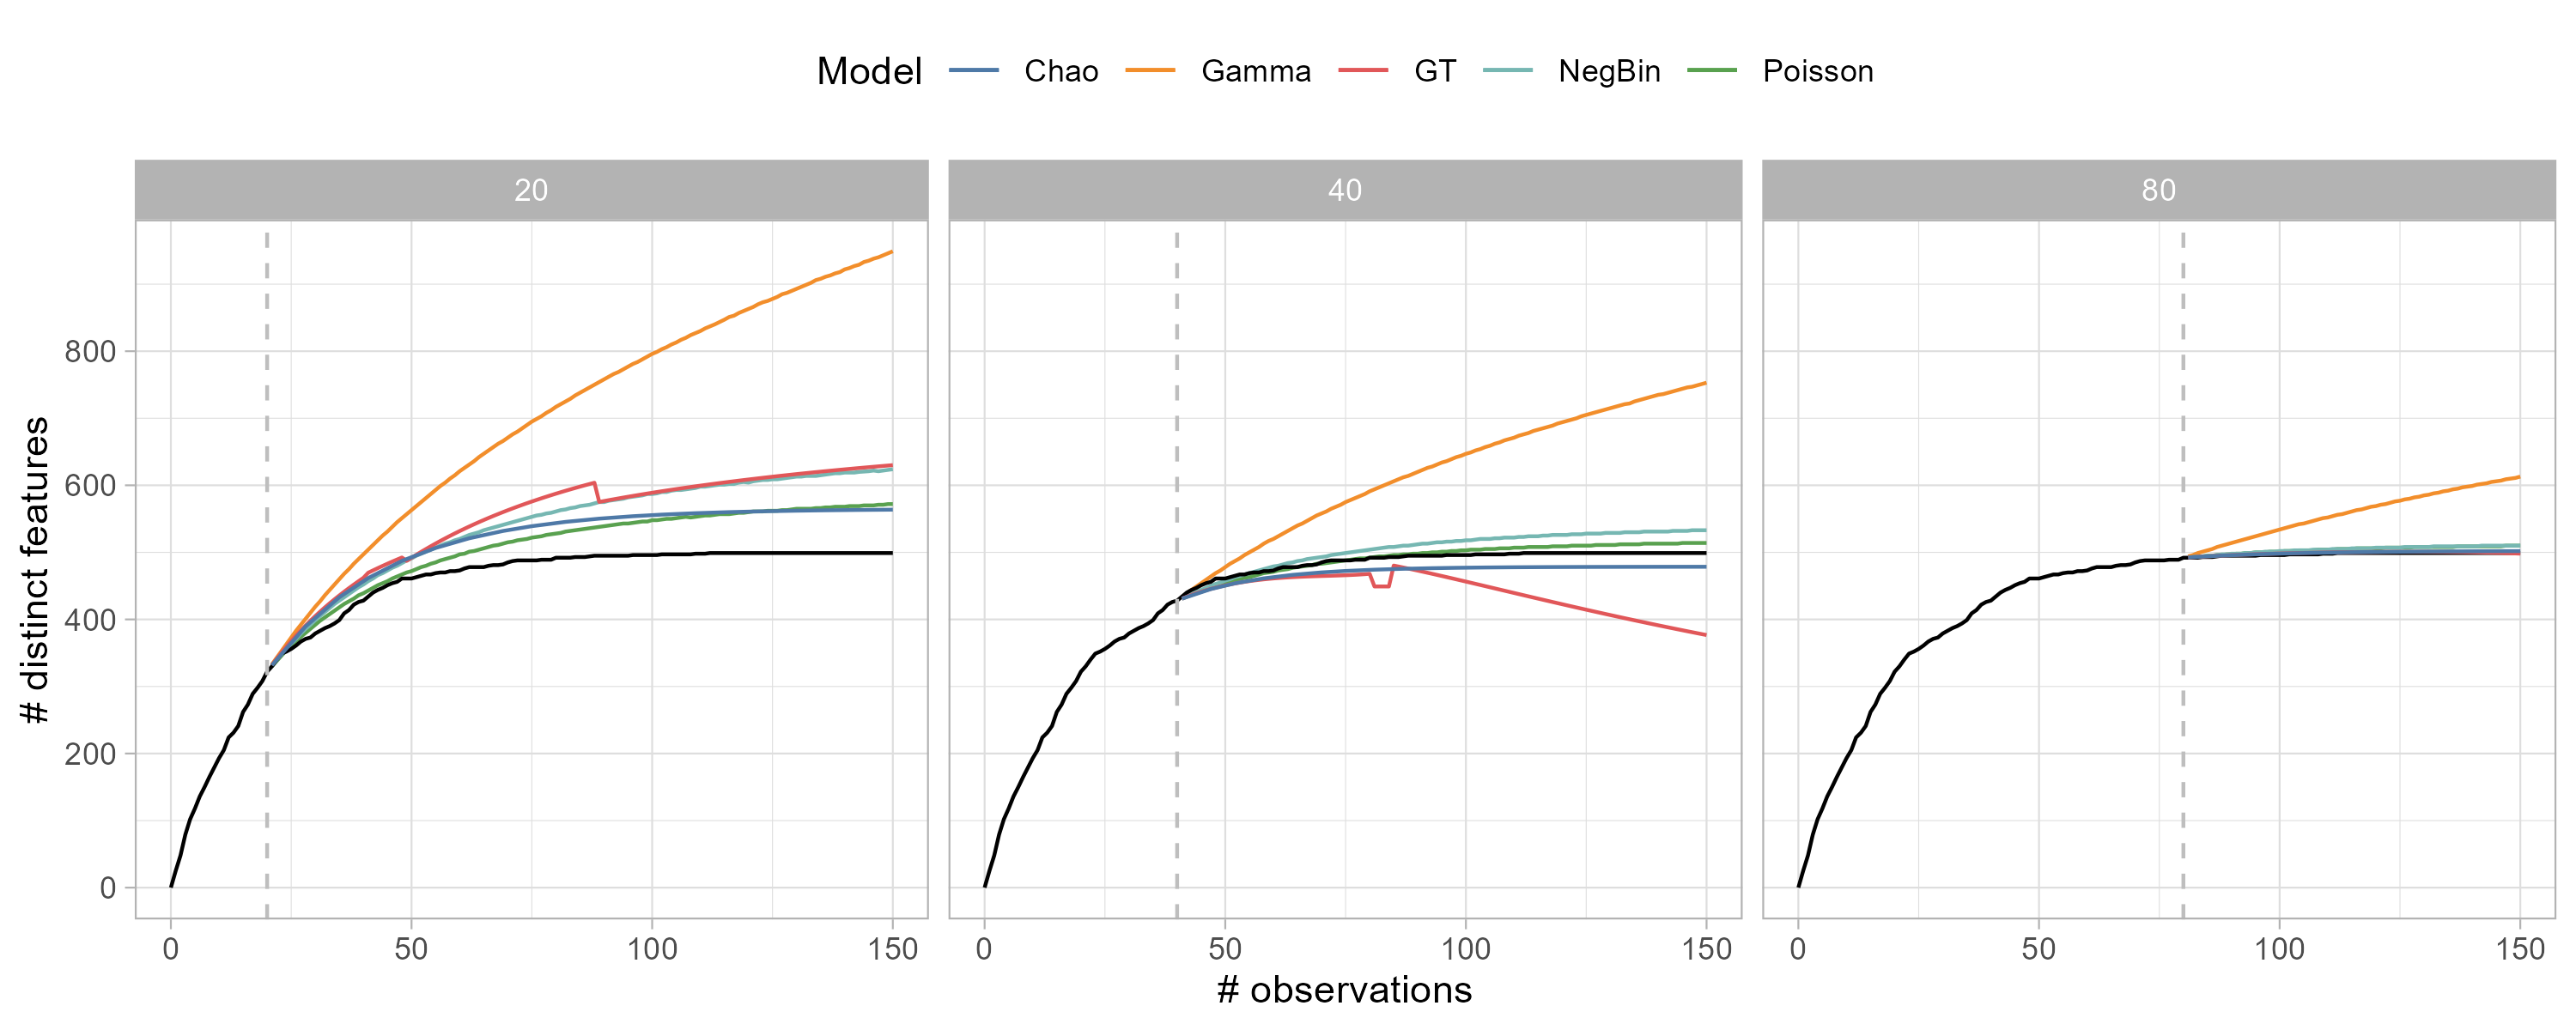 Model Chao Gamma GT NegBin Poisson
20 40 80
# distinct features
800
600
400
200
0
0 50 100 150 0 50 100 150 0 50 100 150
# observations